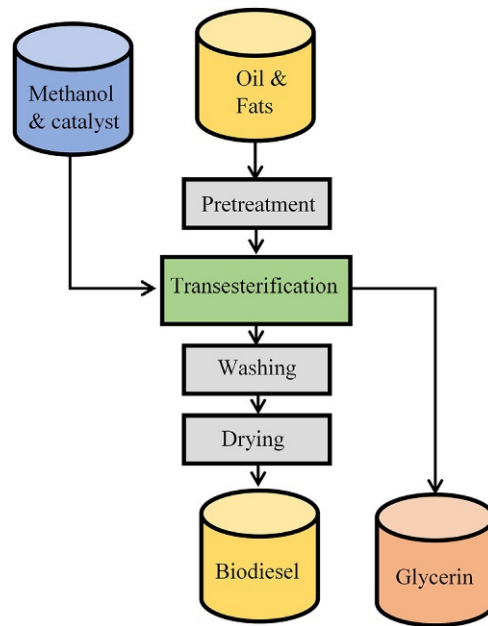 Methanol
& catalyst
Oil &
Fats
Pretreatment
Transesterification
Washing
Drying
Biodiesel
Glycerin